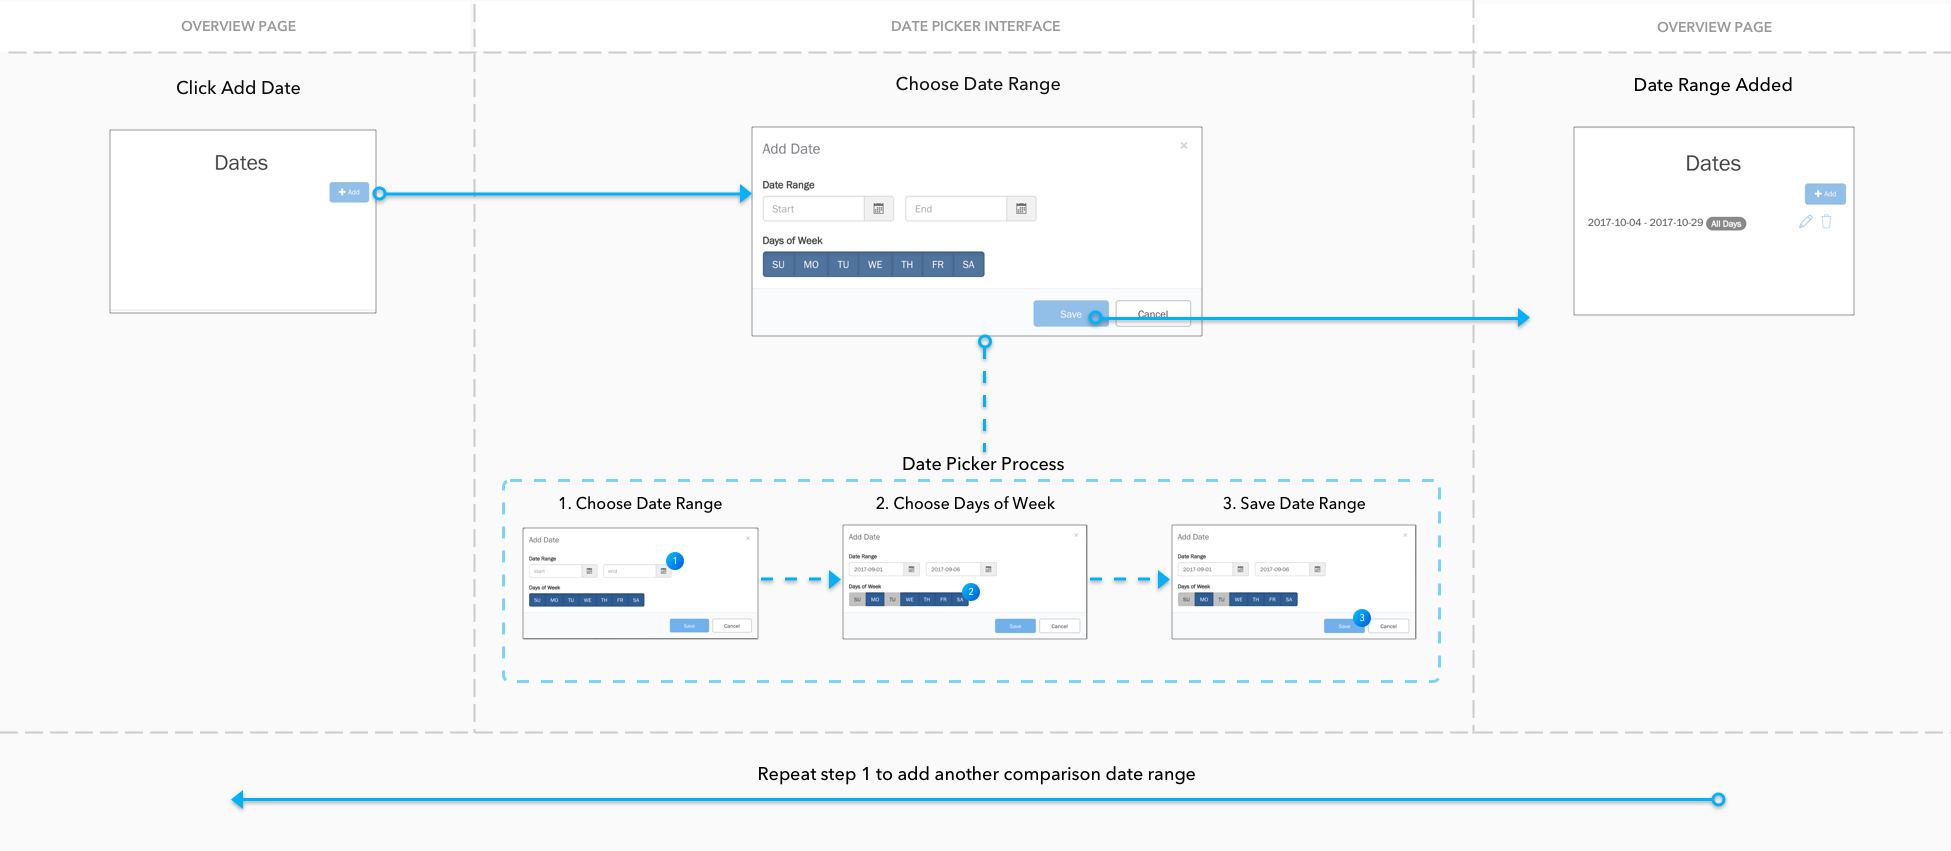 OVERVIEW PAGE
DATE PICKER INTERFACE
OVERVIEW PAGE
Click Add Date
Dates
Add
Choose Date Range
Add Date
×
Date Range
Start
End
Days of Week
SU MO TU WE TH FR SA
Save
Cancel
Date Range Added
Dates
Add
2017-10-04 - 2017-10-29 All Days
Date Picker Process
1. Choose Date Range
Add Date
×
Date Range
1
start
end
Days of Week
SU MO TU WE TH FR SA
Save
Cancel
2. Choose Days of Week
Add Date
×
Date Range
2017-09-01
2017-09-06
Days of Week
2
SU MO TU WE TH FR SA
Save
Cancel
3. Save Date Range
Add Date
×
Date Range
2017-09-01
2017-09-06
Days of Week
SU MO TU WE TH FR SA
3
Save
Cancel
Repeat step 1 to add another comparison date range